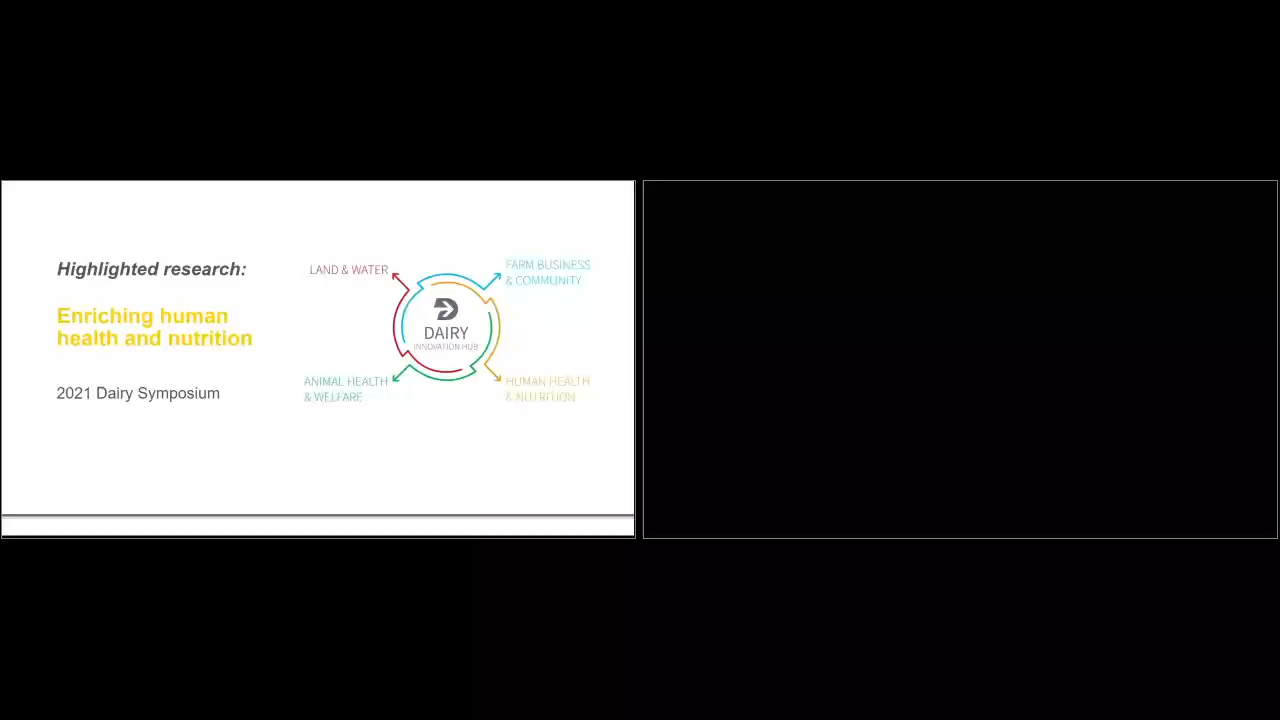 Highlighted research:
Enriching human
health and nutrition
2021 Dairy Symposium
LAND & WATER
FARM BUSINESS
& COMMUNITY
DAIRY
INNOVATION HUB
ANIMAL HEALTH
& WELFARE
HUMAN HEALTH
& NUTRITION